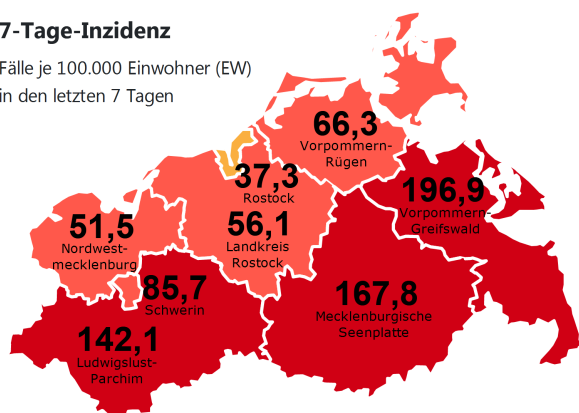 7-Tage-Inzidenz
Fälle je 100.000 Einwohner (EW)
in den letzten 7 Tagen
66,3
Vorpommern-
Rügen
37,3
Rostock
196,9
Vorpommern-
Greifswald
51,5
Nordwest-
mecklenburg
56,1
Landkreis
Rostock
85,7
Schwerin
167,8
Mecklenburgische
Seenplatte
142,1
Ludwigslust-
Parchim